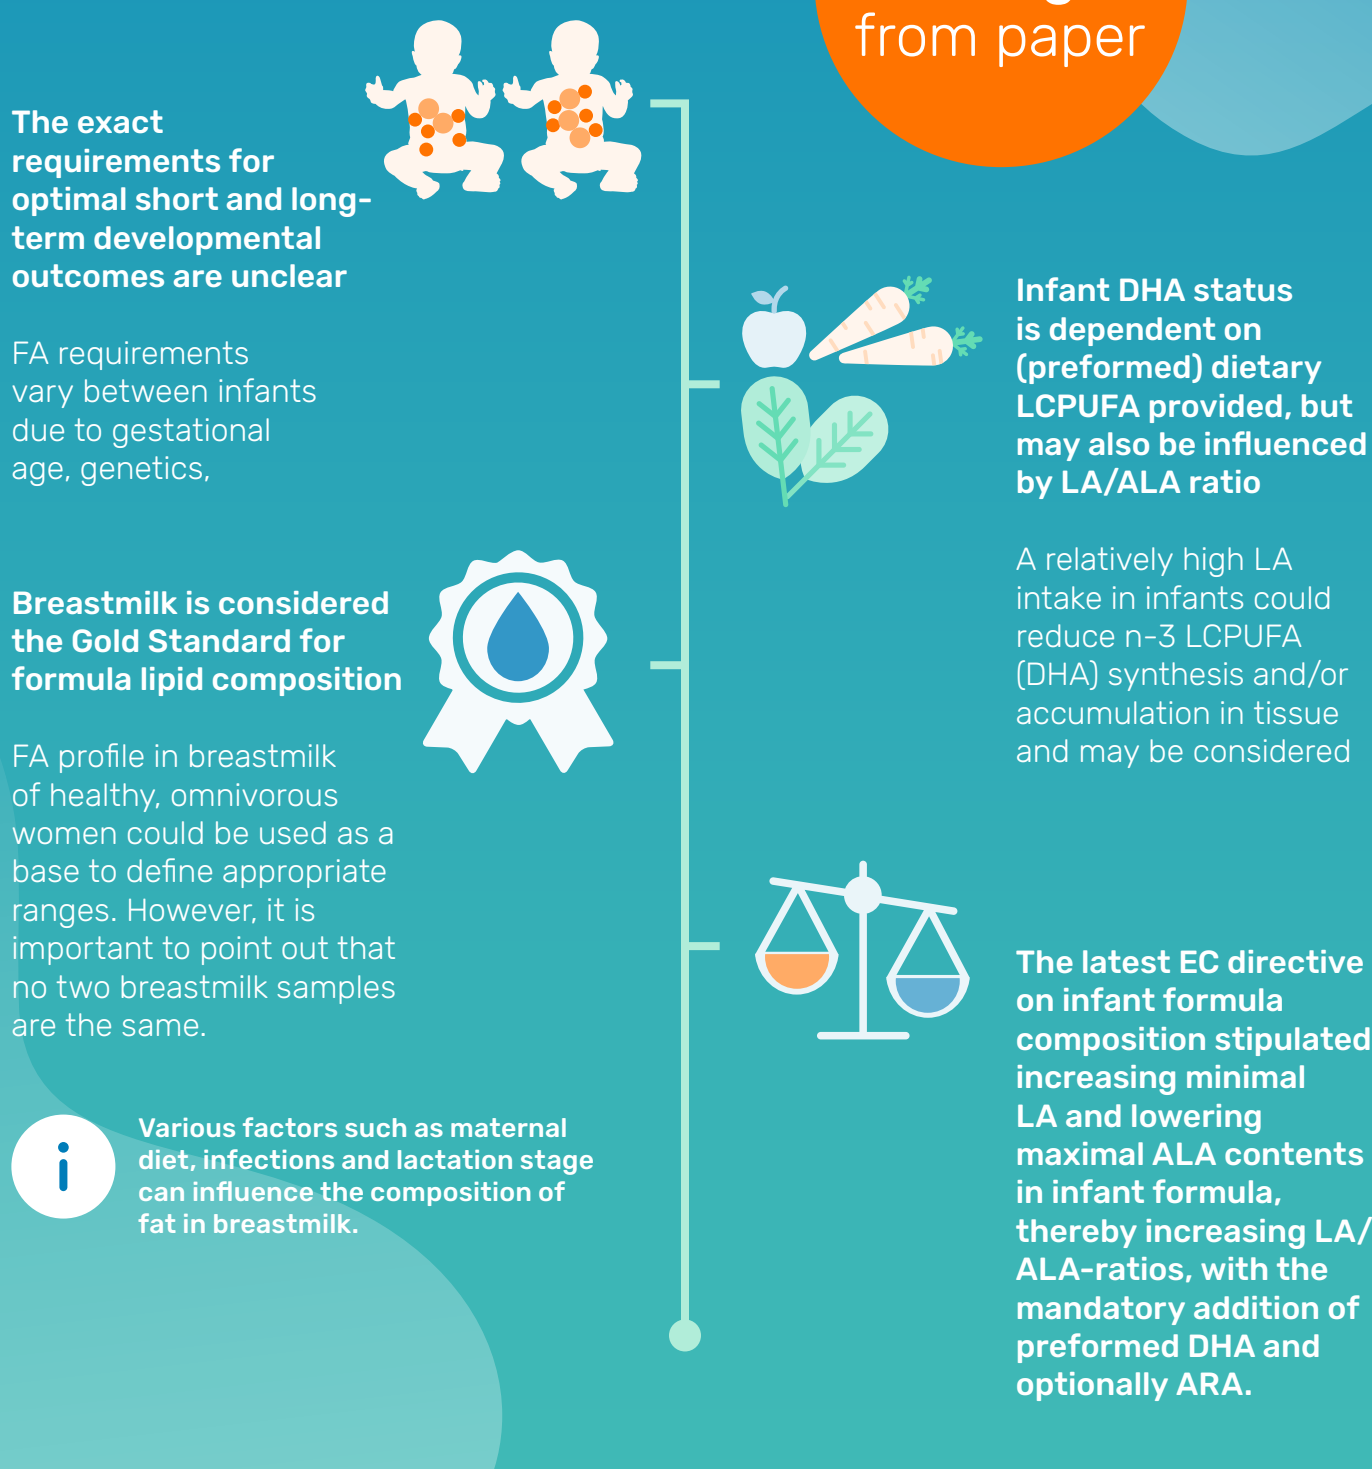 from paper
The exact
requirements for
optimal short and long-
term developmental
outcomes are unclear
FA requirements
vary between infants
due to gestational
age, genetics,
Infant DHA status
is dependent on
(preformed) dietary
LCPUFA provided, but
may also be influenced
by LA/ALA ratio
A relatively high LA
intake in infants could
reduce n-3 LCPUFA
(DHA) synthesis and/or
accumulation in tissue
and may be considered
Breastmilk is considered
the Gold Standard for
formula lipid composition
FA profile in breastmilk
of healthy, omnivorous
women could be used as a
base to define appropriate
ranges. However, it is
important to point out that
no two breastmilk samples
are the same.
The latest EC directive
on infant formula
composition stipulated
increasing minimal
LA and lowering
maximal ALA contents
in infant formula,
thereby increasing LA/
ALA-ratios, with the
mandatory addition of
preformed DHA and
optionally ARA.
i
Various factors such as maternal
diet, infections and lactation stage
can influence the composition of
fat in breastmilk.